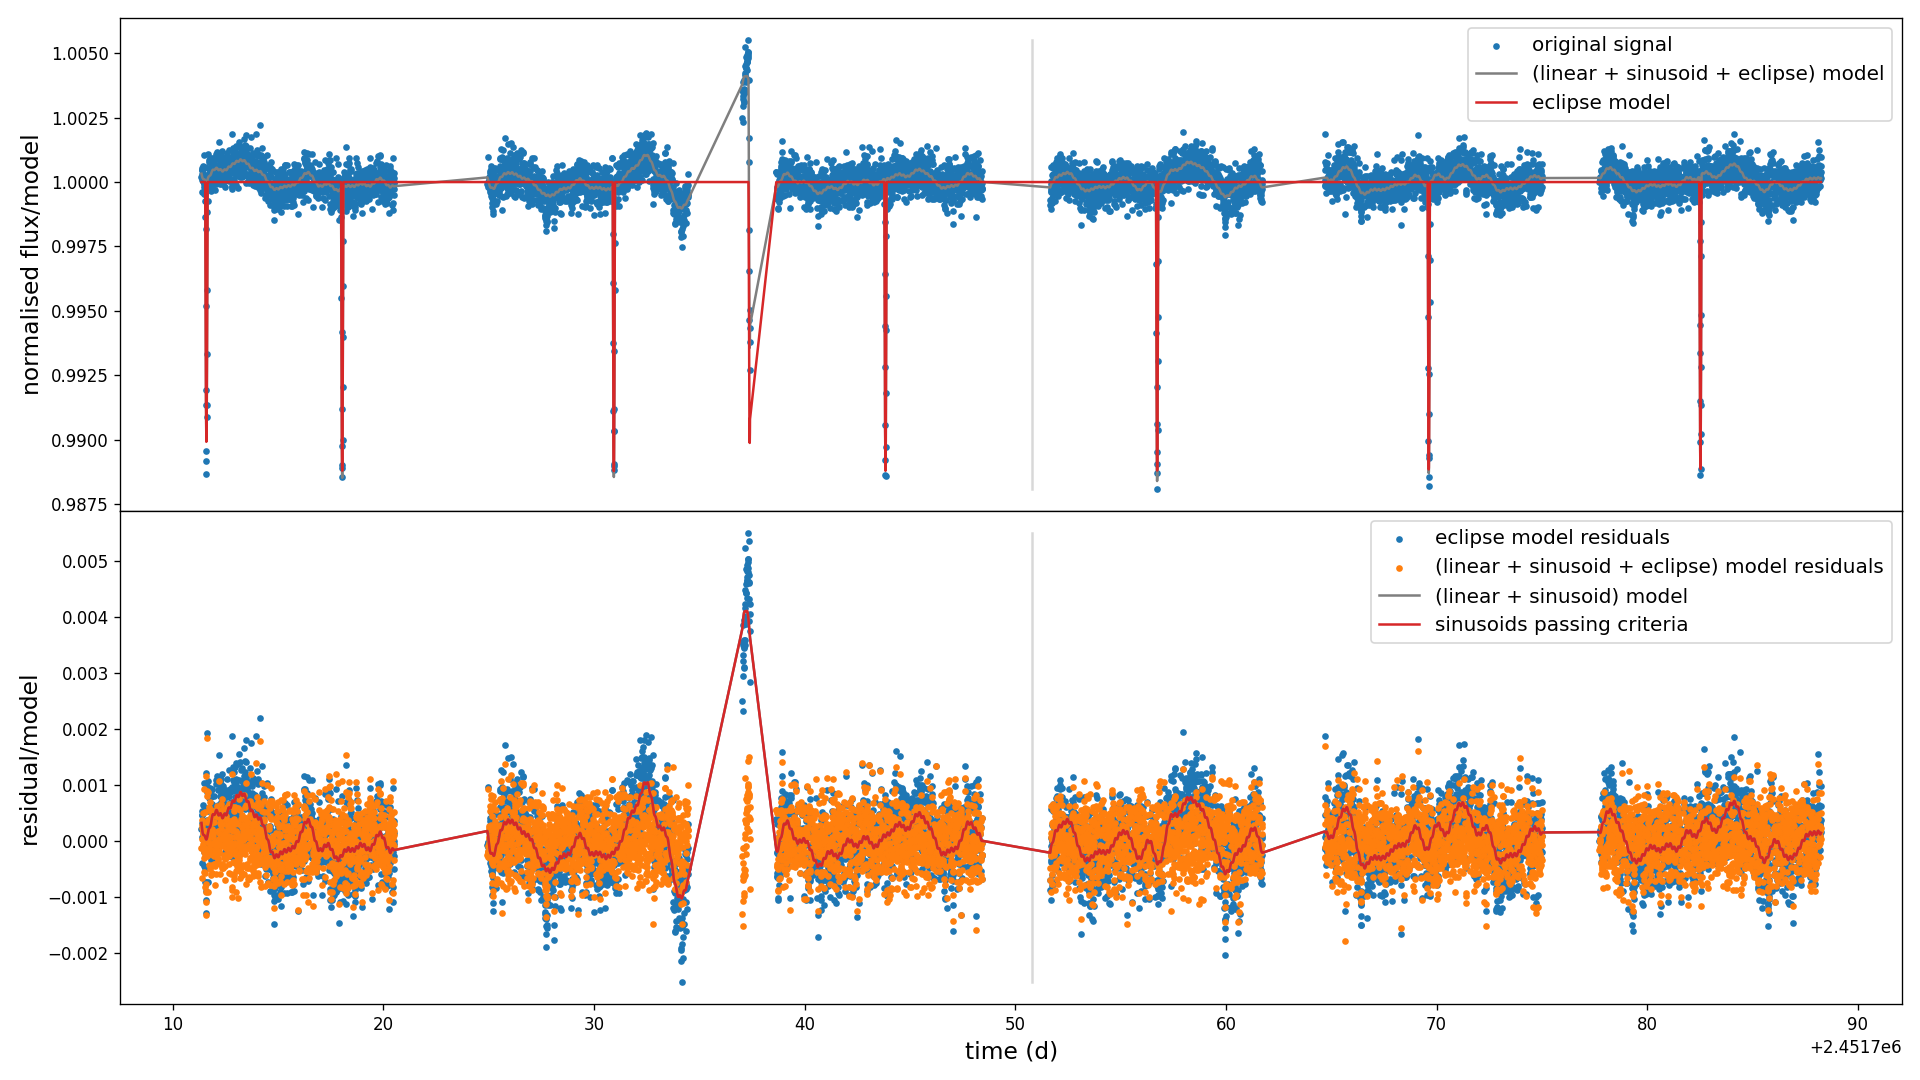 original signal
(linear + sinusoid + eclipse) model
eclipse model
normalised flux/model
1.0050
1.0025
1.0000
0.9975
0.9950
0.9925
0.9900
0.9875
eclipse model residuals
(linear + sinusoid + eclipse) model residuals
(linear + sinusoid) model
sinusoids passing criteria
residual/model
0.005
0.004
0.003
0.002
0.001
0.000
−0.001
−0.002
10 20 30 40 50 60 70 80 90
time (d)
+2.4517e6